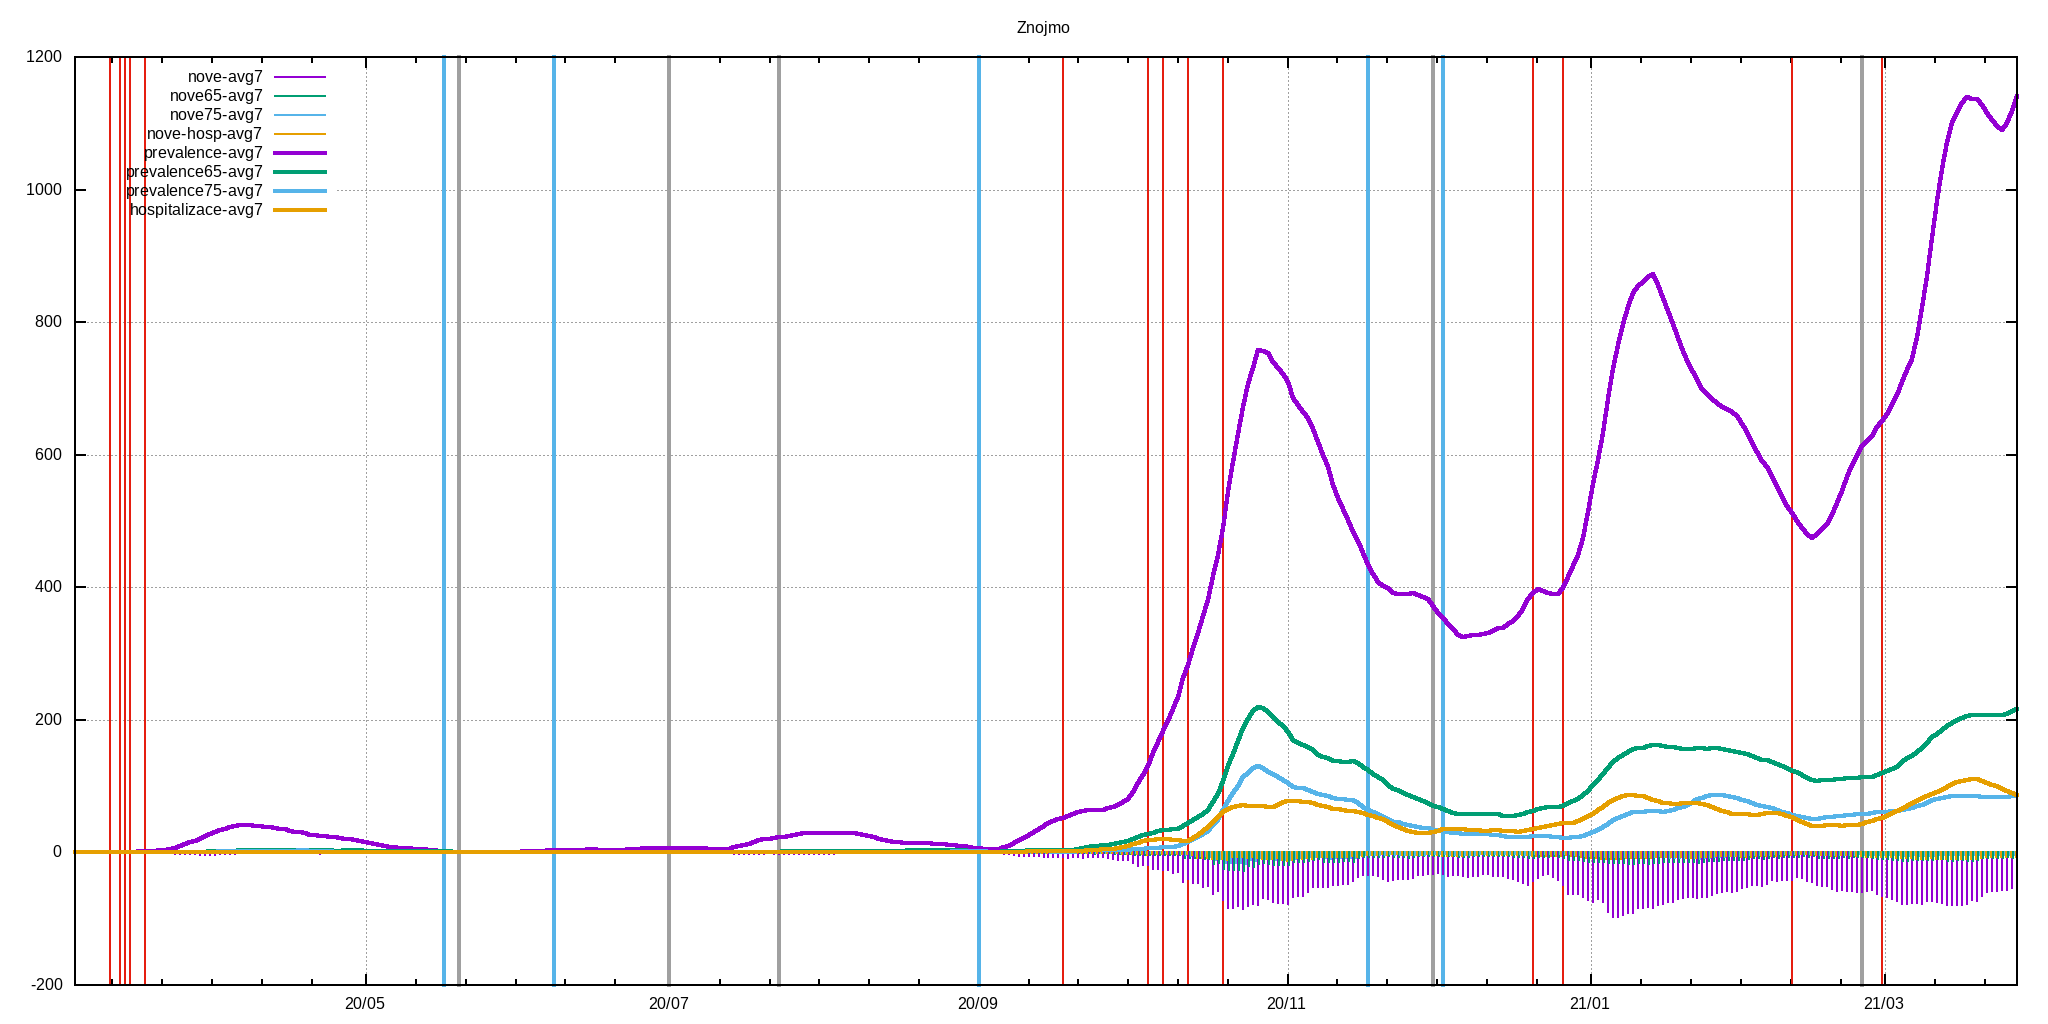 Znojmo
1200
1000
800
600
400
200
0
-200
nove-avg7
nove65-avg7
nove75-avg7
nove-hosp-avg7
prevalence-avg7
prevalence65-avg7
prevalence75-avg7
hospitalizace-avg7
20/05 20/07 20/09 20/11 21/01 21/03